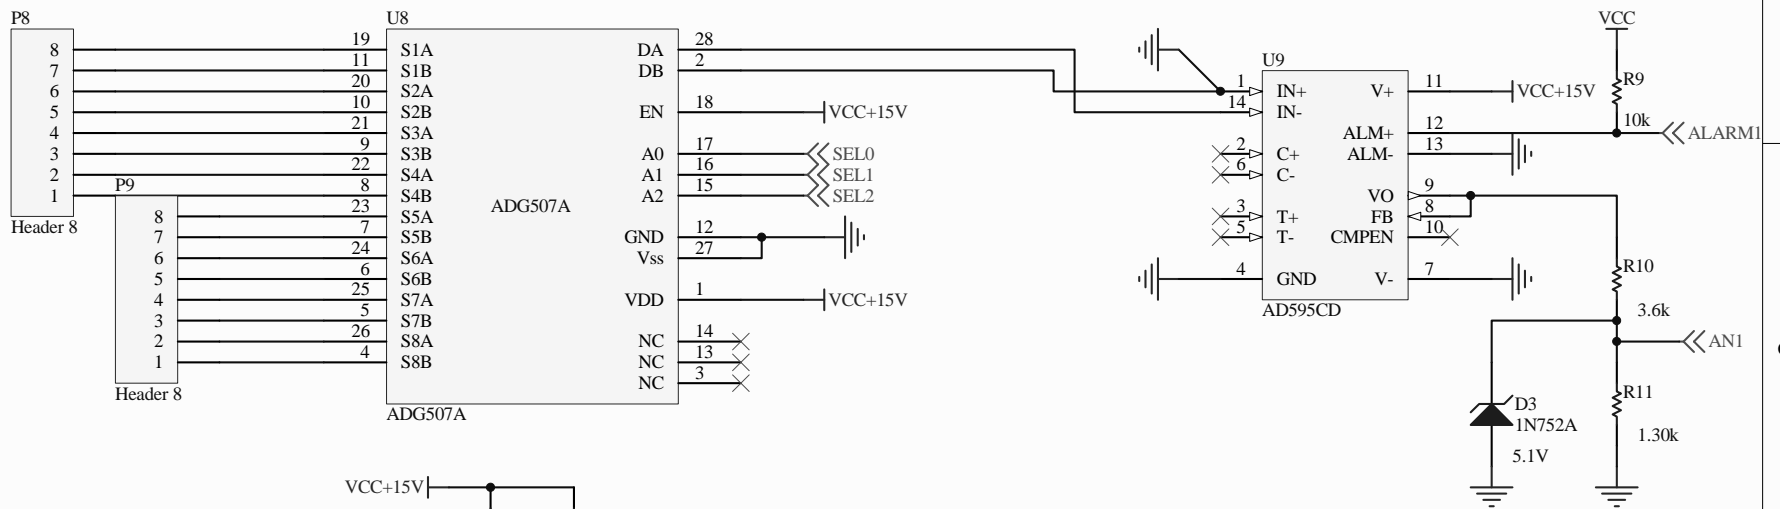 P8
8
7
6
5
4
3
2
1
Header 8
P9
8
7
6
5
4
3
2
1
Header 8
U8
19 S1A
11 S1B
20 S2A
10 S2B
21 S3A
9 S3B
22 S4A
8 S4B
23 S5A
7 S5B
24 S6A
6 S6B
25 S7A
5 S7B
26 S8A
4 S8B
ADG507A
DA 28
DB 2
EN 18 VCC+15V
A0 17 SEL0
A1 16 SEL1
A2 15 SEL2
GND 12
Vss 27
VDD 1 VCC+15V
NC 14
NC 13
NC 3
ADG507A
VCC+15V
U9
1 IN+
14 IN-
2 C+
6 C-
3 T+
5 T-
4 GND
V+ 11 VCC+15V
ALM+ 12
ALM- 13
VO 9
FB 8
CMPEN 10
V- 7
AD595CD
VCC
R9
10k
ALARM1
R10
3.6k
AN1
R11
1.30k
D3
1N752A
5.1V